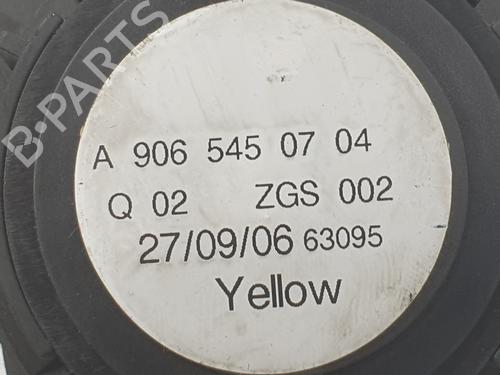 B-PARTS
A 906 545 07 04
Q 02 ZGS 002
27/09/06 63095
Yellow